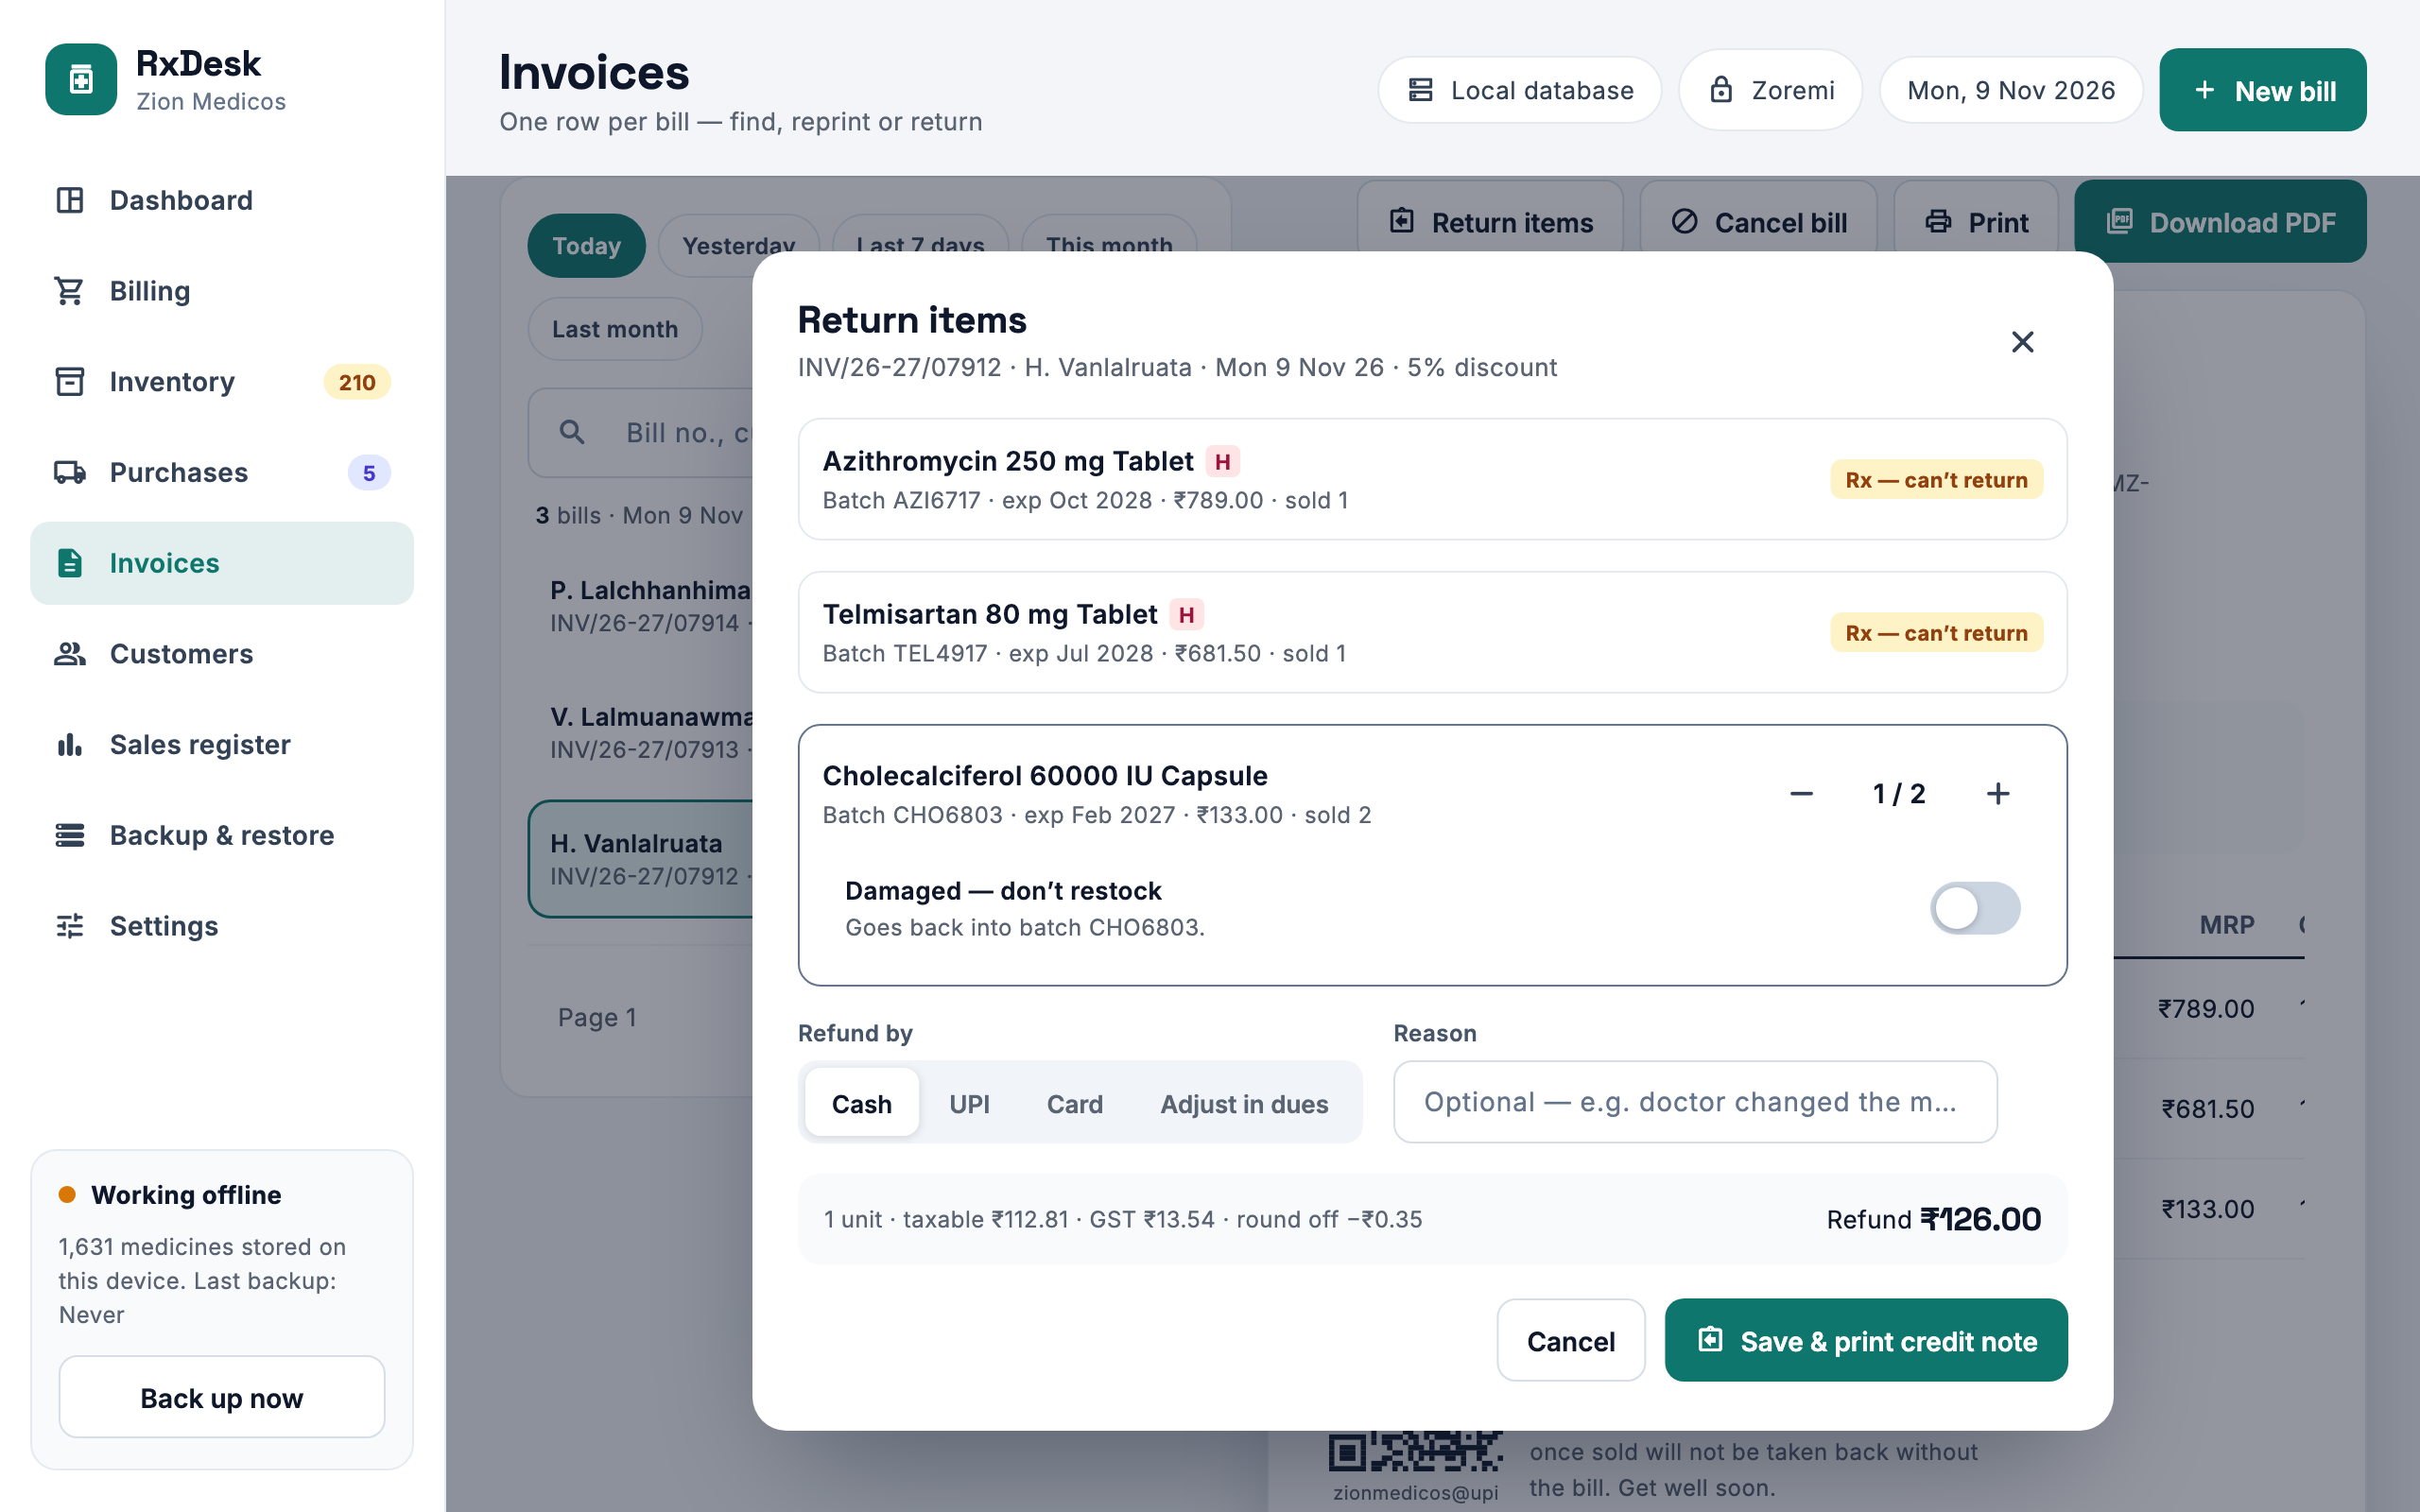 RxDesk
Zion Medicos
Dashboard
Billing
Inventory 210
Purchases 5
Invoices
Customers
Sales register
Backup & restore
Settings
Working offline
1,631 medicines stored on
this device. Last backup:
Never
Back up now
Invoices
One row per bill — find, reprint or return
Local database
Zoremi
Mon, 9 Nov 2026
New bill
Today
Yesterday
Last 7 days
This month
Last month
Return items
Cancel bill
Print
Download PDF
Bill no.,
3 bills · Mon 9 Nov
P. Lalchhanhima
INV/26-27/07914 ·
V. Lalmuanawma
INV/26-27/07913 ·
H. Vanlalruata
INV/26-27/07912 ·
Page 1
Return items
INV/26-27/07912 · H. Vanlalruata · Mon 9 Nov 26 · 5% discount
Azithromycin 250 mg Tablet H
Batch AZI6717 · exp Oct 2028 · ₹789.00 · sold 1
Rx — can’t return
Telmisartan 80 mg Tablet H
Batch TEL4917 · exp Jul 2028 · ₹681.50 · sold 1
Rx — can’t return
Cholecalciferol 60000 IU Capsule
Batch CHO6803 · exp Feb 2027 · ₹133.00 · sold 2
1 / 2
Damaged — don’t restock
Goes back into batch CHO6803.
Refund by
Cash
UPI
Card
Adjust in dues
Reason
Optional — e.g. doctor changed the m...
1 unit · taxable ₹112.81 · GST ₹13.54 · round off −₹0.35
Refund ₹126.00
Cancel
Save & print credit note
MRP
₹789.00
₹681.50
₹133.00
zionmedicos@upi
once sold will not be taken back without
the bill. Get well soon.